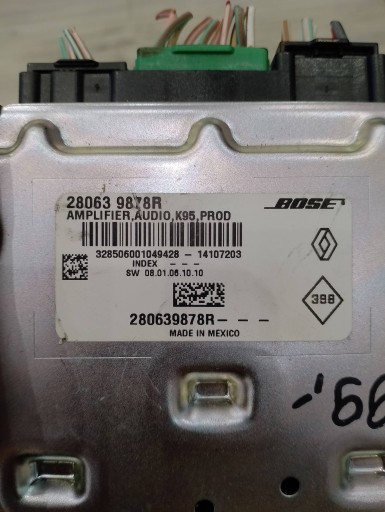 28063 9878R
AMPLIFIER,AUDIO,K95,PROD
BOSE
328506001049428 - 14107203
INDEX - - -
SW 08.01.06.10.10
398
280639878R- - -
MADE IN MEXICO
99,-